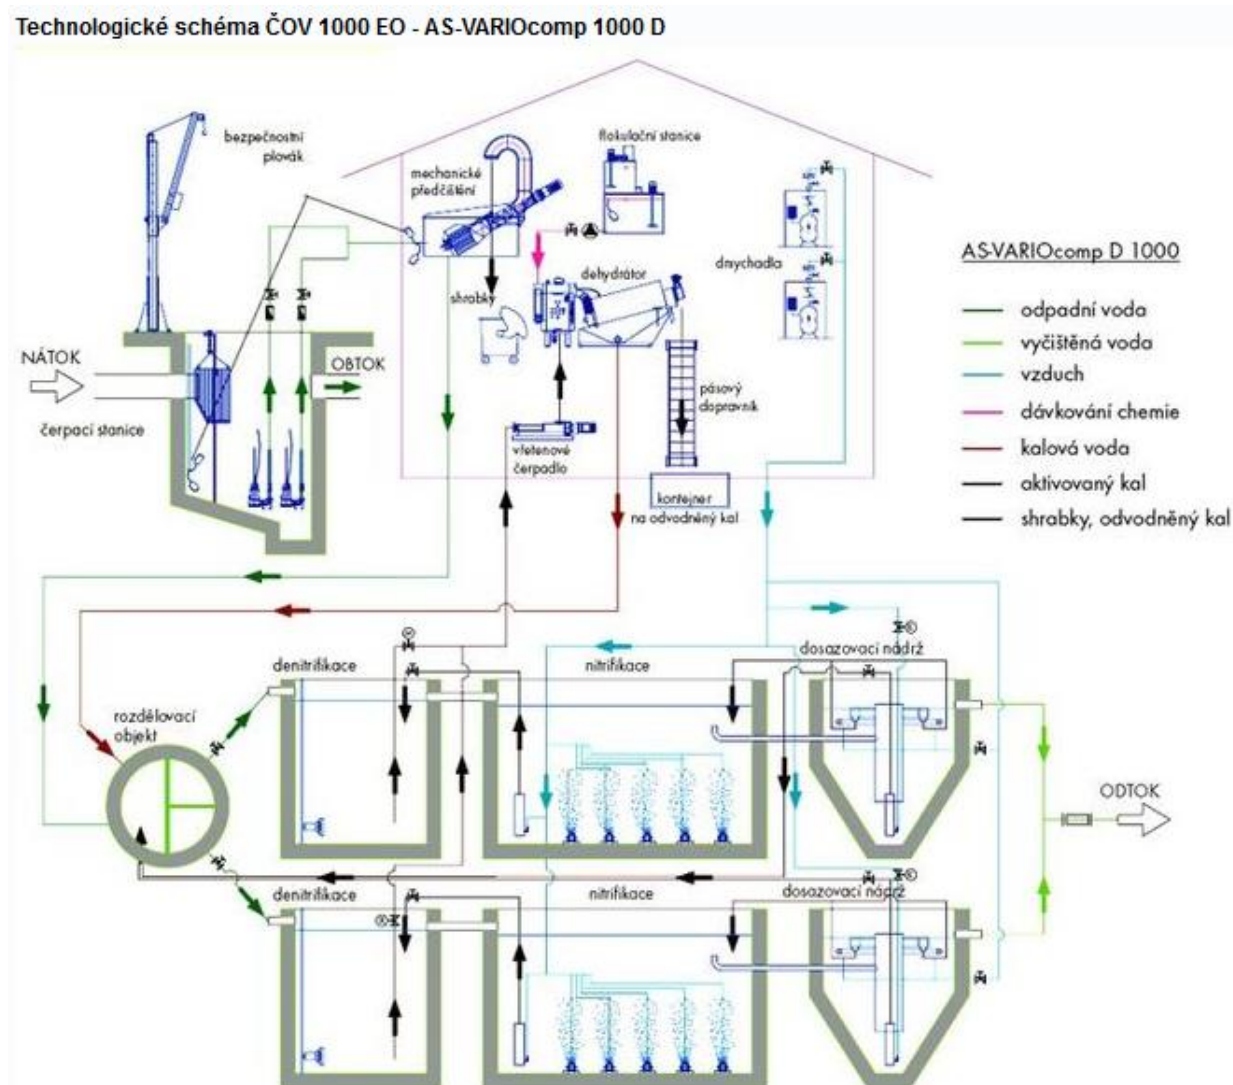 Technologické schéma ČOV 1000 EO - AS-VARIOcomp 1000 D
bezpečnostní
plovák
mechanické
předčištění
flokulační stanice
dmychadla
shrabky
dehydrátor
NÁTOK
OBTOK
čerpací stanice
pásový
dopravník
vřetenové
čerpadlo
kontejner
na odvodněný kal
AS-VARIOcomp D 1000
odpadní voda
vyčištěná voda
vzduch
dávkování chemie
kalová voda
aktivovaný kal
shrabky, odvodněný kal
denitrifikace
nitrifikace
dosazovací nádrž
rozdělovací
objekt
ODTOK
denitrifikace
nitrifikace
dosazovací nádrž